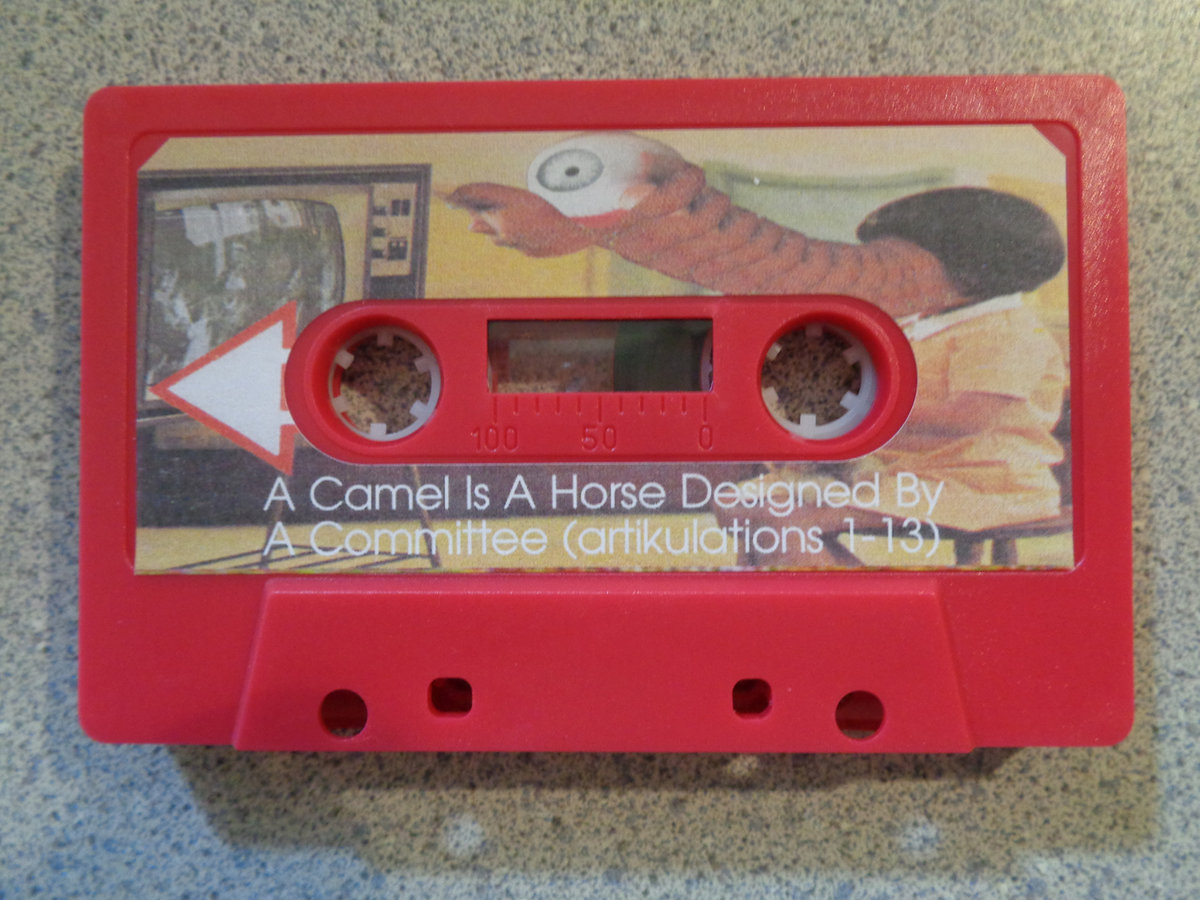 100 50 0
A Camel Is A Horse Designed By
A Committee (artikulations 1-13)